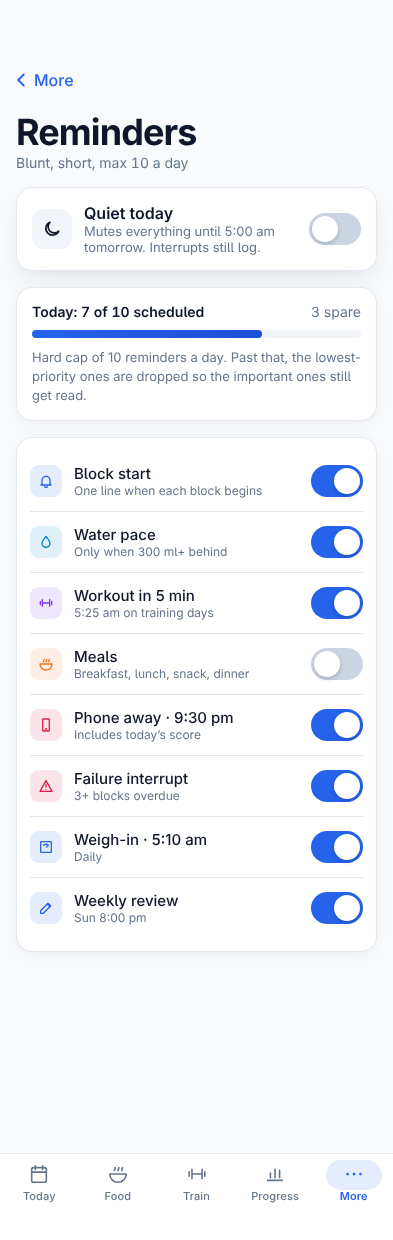 More
Reminders
Blunt, short, max 10 a day
Quiet today
Mutes everything until 5:00 am
tomorrow. Interrupts still log.
Today: 7 of 10 scheduled
3 spare
Hard cap of 10 reminders a day. Past that, the lowest-
priority ones are dropped so the important ones still
get read.
Block start
One line when each block begins
Water pace
Only when 300 ml+ behind
Workout in 5 min
5:25 am on training days
Meals
Breakfast, lunch, snack, dinner
Phone away · 9:30 pm
Includes today’s score
Failure interrupt
3+ blocks overdue
Weigh-in · 5:10 am
Daily
Weekly review
Sun 8:00 pm
Today
Food
Train
Progress
More